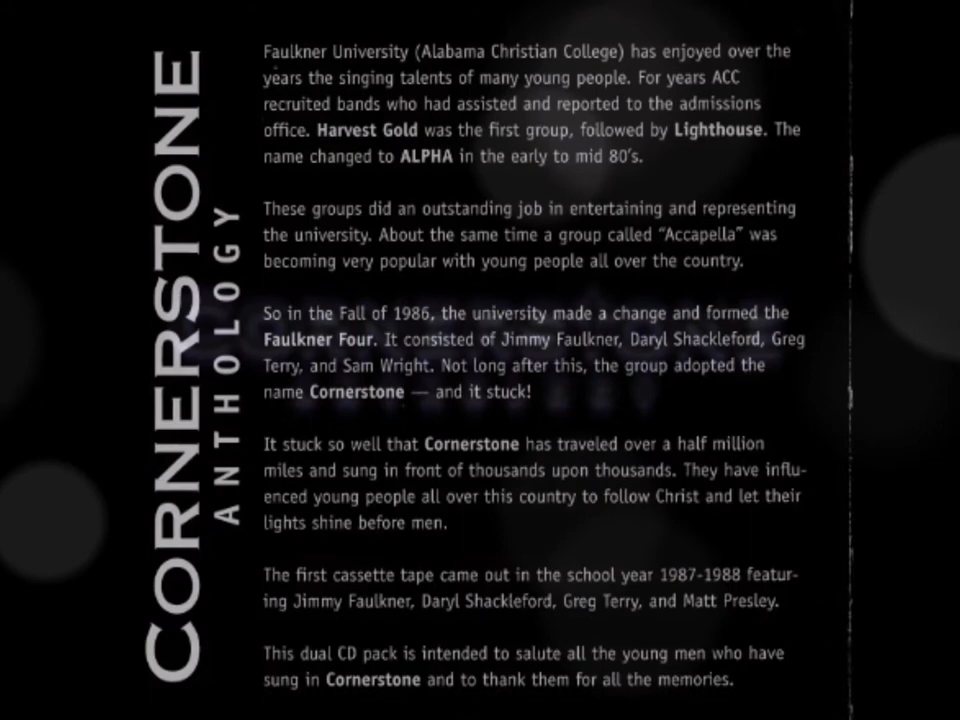 CORNERSTONE
ANTHOLOGY
Faulkner University (Alabama Christian College) has enjoyed over the
years the singing talents of many young people. For years ACC
recruited bands who had assisted and reported to the admissions
office. Harvest Gold was the first group, followed by Lighthouse. The
name changed to ALPHA in the early to mid 80's.
These groups did an outstanding job in entertaining and representing
the university. About the same time a group called “Accapella” was
becoming very popular with young people all over the country.
So in the Fall of 1986, the university made a change and formed the
Faulkner Four. It consisted of Jimmy Faulkner, Daryl Shackleford, Greg
Terry, and Sam Wright. Not long after this, the group adopted the
name Cornerstone — and it stuck!
It stuck so well that Cornerstone has traveled over a half million
miles and sung in front of thousands upon thousands. They have influ-
enced young people all over this country to follow Christ and let their
lights shine before men.
The first cassette tape came out in the school year 1987-1988 featur-
ing Jimmy Faulkner, Daryl Shackleford, Greg Terry, and Matt Presley.
This dual CD pack is intended to salute all the young men who have
sung in Cornerstone and to thank them for all the memories.